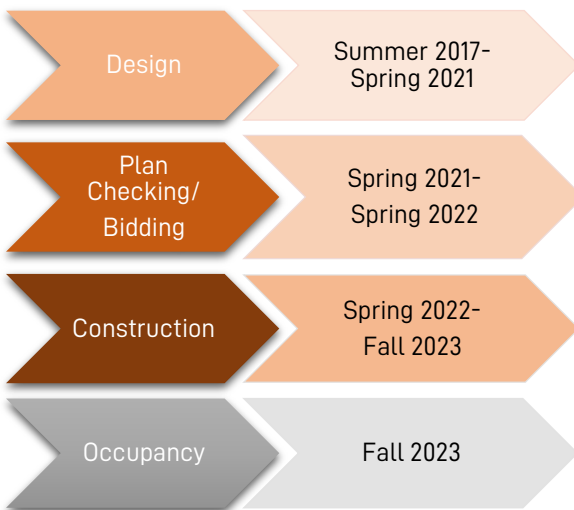 Design
Summer 2017-
Spring 2021
Plan
Checking/
Bidding
Spring 2021-
Spring 2022
Construction
Spring 2022-
Fall 2023
Occupancy
Fall 2023